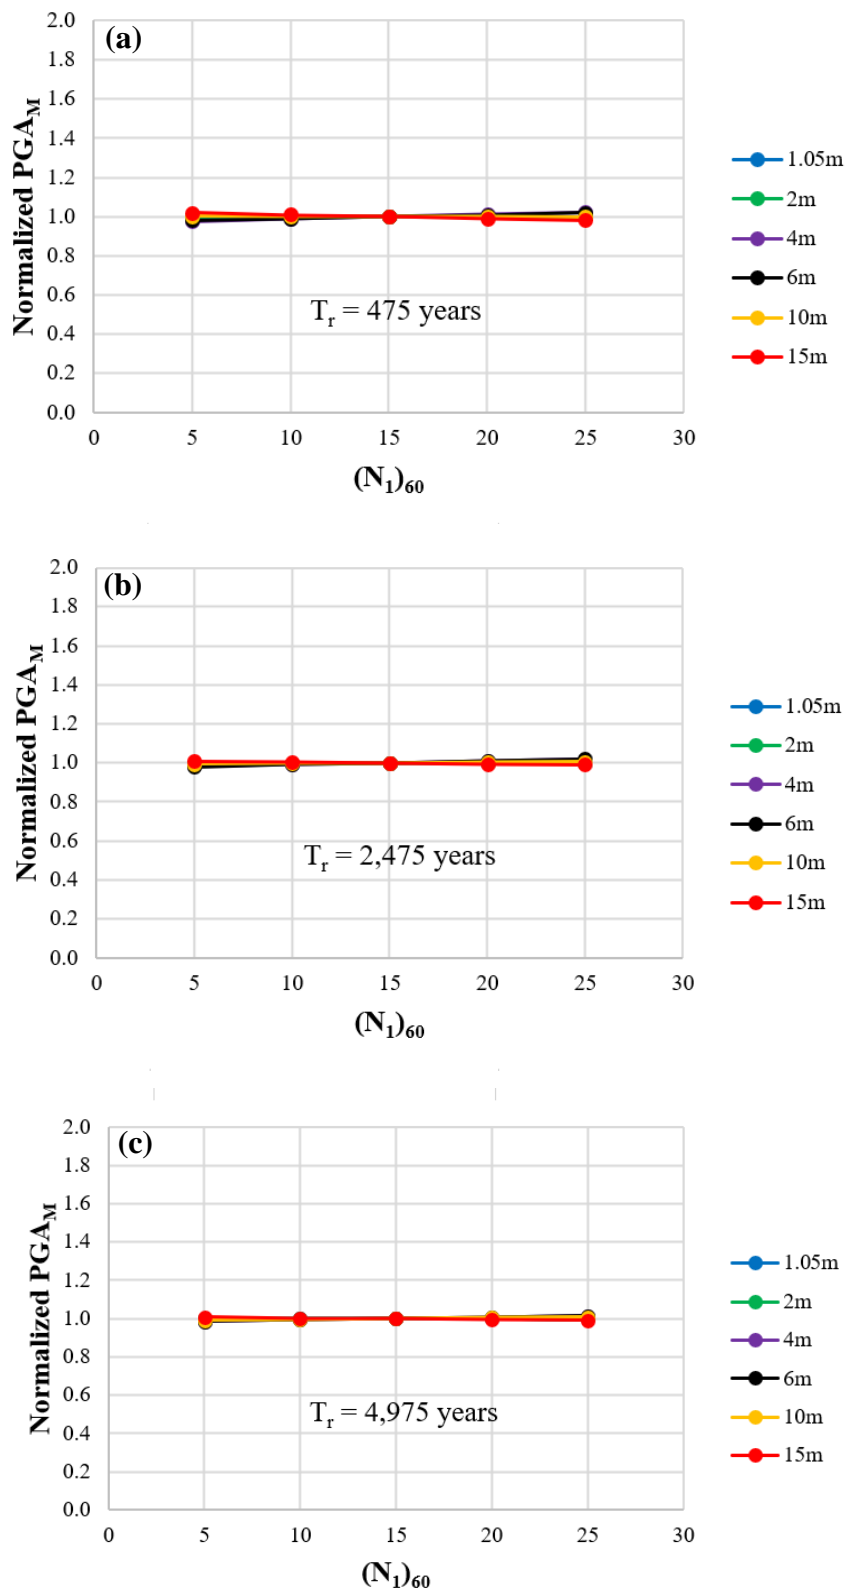 (a)
Normalized PGA_M
2.0
1.8
1.6
1.4
1.2
1.0
0.8
0.6
0.4
0.2
0.0
T_r = 475 years
0 5 10 15 20 25 30
(N_1)_60
1.05m
2m
4m
6m
10m
15m
(b)
Normalized PGA_M
2.0
1.8
1.6
1.4
1.2
1.0
0.8
0.6
0.4
0.2
0.0
T_r = 2,475 years
0 5 10 15 20 25 30
(N_1)_60
1.05m
2m
4m
6m
10m
15m
(c)
Normalized PGA_M
2.0
1.8
1.6
1.4
1.2
1.0
0.8
0.6
0.4
0.2
0.0
T_r = 4,975 years
0 5 10 15 20 25 30
(N_1)_60
1.05m
2m
4m
6m
10m
15m